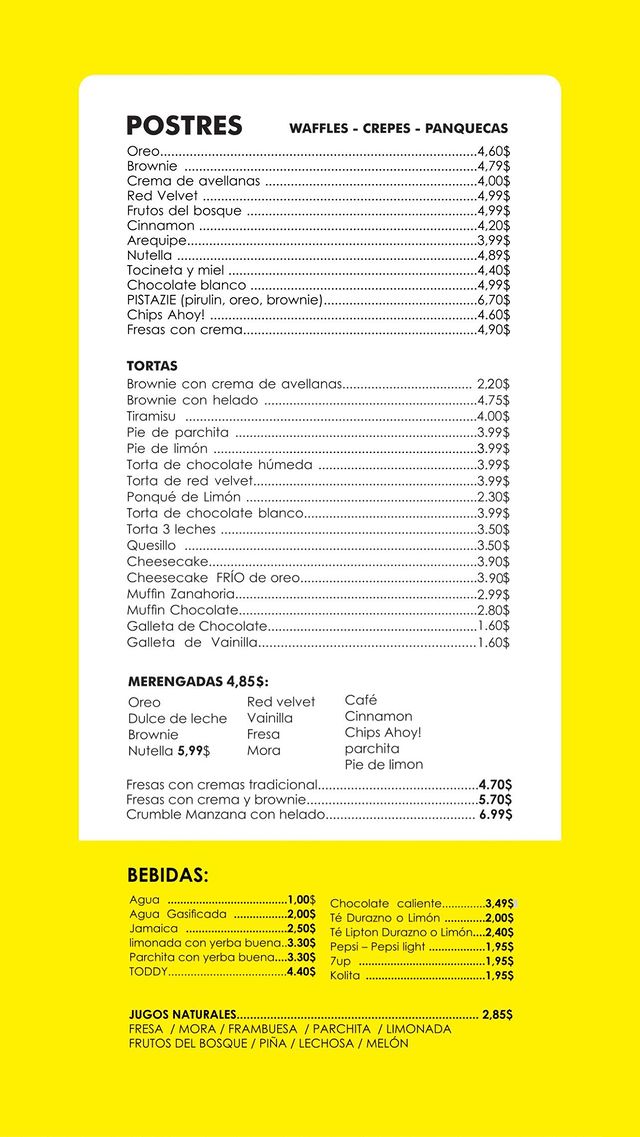 POSTRES WAFFLES - CREPES - PANQUECAS
Oreo.....4,60$
Brownie .....4,79$
Crema de avellanas .....4,00$
Red Velvet .....4,99$
Frutos del bosque .....4,99$
Cinnamon .....4,20$
Arequipe.....3,99$
Nutella .....4,89$
Tocineta y miel .....4,40$
Chocolate blanco .....4,99$
PISTAZIE (pirulin, oreo, brownie).....6,70$
Chips Ahoy! .....4.60$
Fresas con crema.....4,90$
TORTAS
Brownie con crema de avellanas..... 2,20$
Brownie con helado .....4.75$
Tiramisu .....4.00$
Pie de parchita .....3.99$
Pie de limón .....3.99$
Torta de chocolate húmeda .....3.99$
Torta de red velvet.....3.99$
Ponqué de Limón .....2.30$
Torta de chocolate blanco.....3.99$
Torta 3 leches .....3.50$
Quesillo .....3.50$
Cheesecake.....3.90$
Cheesecake FRÍO de oreo.....3.90$
Muffin Zanahoria.....2.99$
Muffin Chocolate.....2.80$
Galleta de Chocolate.....1.60$
Galleta de Vainilla.....1.60$
MERENGADAS 4,85$:
Oreo
Dulce de leche
Brownie
Nutella 5,99$
Red velvet
Vainilla
Fresa
Mora
Café
Cinnamon
Chips Ahoy!
parchita
Pie de limon
Fresas con cremas tradicional.....4.70$
Fresas con crema y brownie.....5.70$
Crumble Manzana con helado..... 6.99$
BEBIDAS:
Agua .....1,00$
Agua Gasificada .....2,00$
Jamaica .....2,50$
limonada con yerba buena..3.30$
Parchita con yerba buena....3.30$
TODDY.....4.40$
Chocolate caliente.....3,49$
Té Durazno o Limón .....2,00$
Té Lipton Durazno o Limón....2,40$
Pepsi – Pepsi light .....1,95$
7up .....1,95$
Kolita .....1,95$
JUGOS NATURALES..... 2,85$
FRESA / MORA / FRAMBUESA / PARCHITA / LIMONADA
FRUTOS DEL BOSQUE / PIÑA / LECHOSA / MELÓN